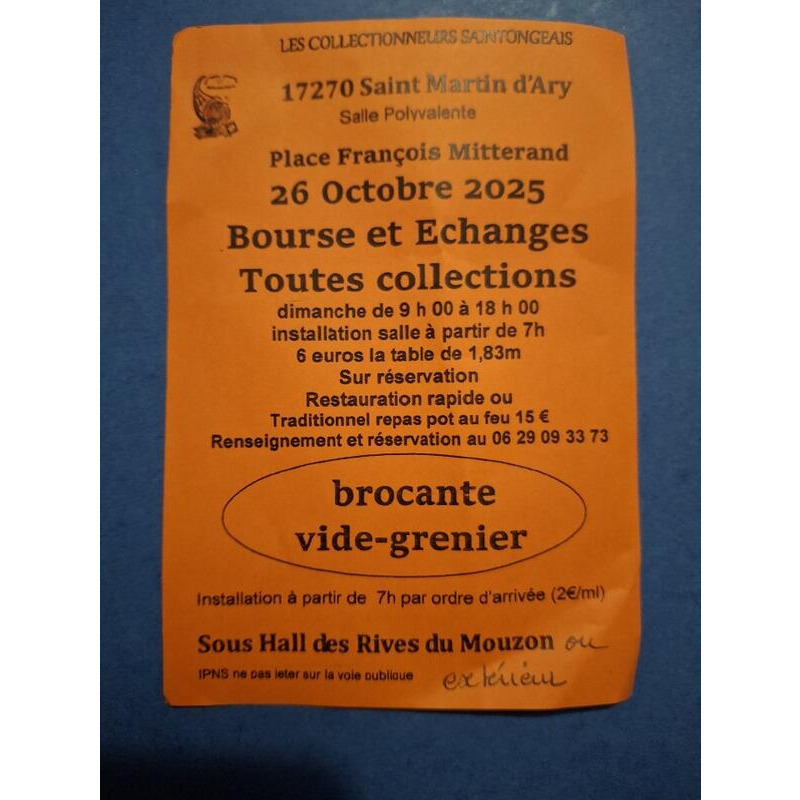 LES COLLECTIONNEURS SAINTONGEAIS
17270 Saint Martin d'Ary
Salle Polyvalente
Place François Mitterand
26 Octobre 2025
Bourse et Echanges
Toutes collections
dimanche de 9 h 00 à 18 h 00
installation salle à partir de 7h
6 euros la table de 1,83m
Sur réservation
Restauration rapide ou
Traditionnel repas pot au feu 15 €
Renseignement et réservation au 06 29 09 33 73
brocante
vide-grenier
Installation à partir de 7h par ordre d'arrivée (2€/ml)
Sous Hall des Rives du Mouzon ou
extérieur
IPNS ne pas jeter sur la voie publique